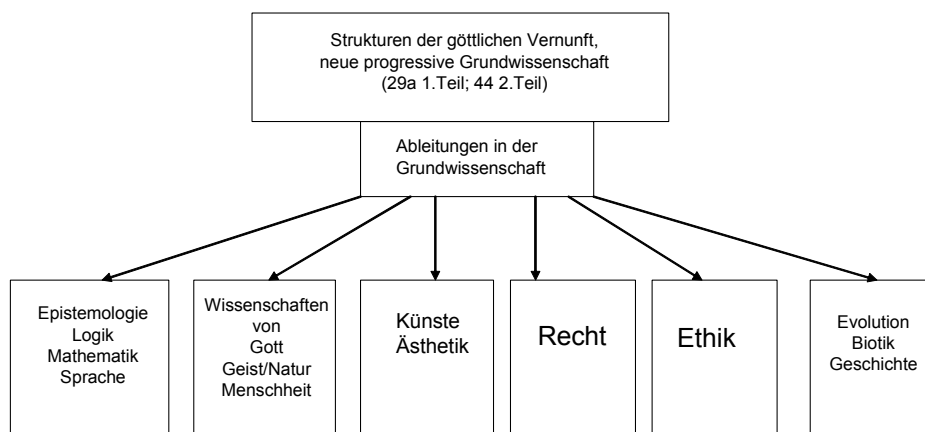 Strukturen der göttlichen Vernunft,
neue progressive Grundwissenschaft
(29a 1.Teil; 44 2.Teil)
Ableitungen in der
Grundwissenschaft
Epistemologie
Logik
Mathematik
Sprache
Wissenschaften
von
Gott
Geist/Natur
Menschheit
Künste
Ästhetik
Recht
Ethik
Evolution
Biotik
Geschichte